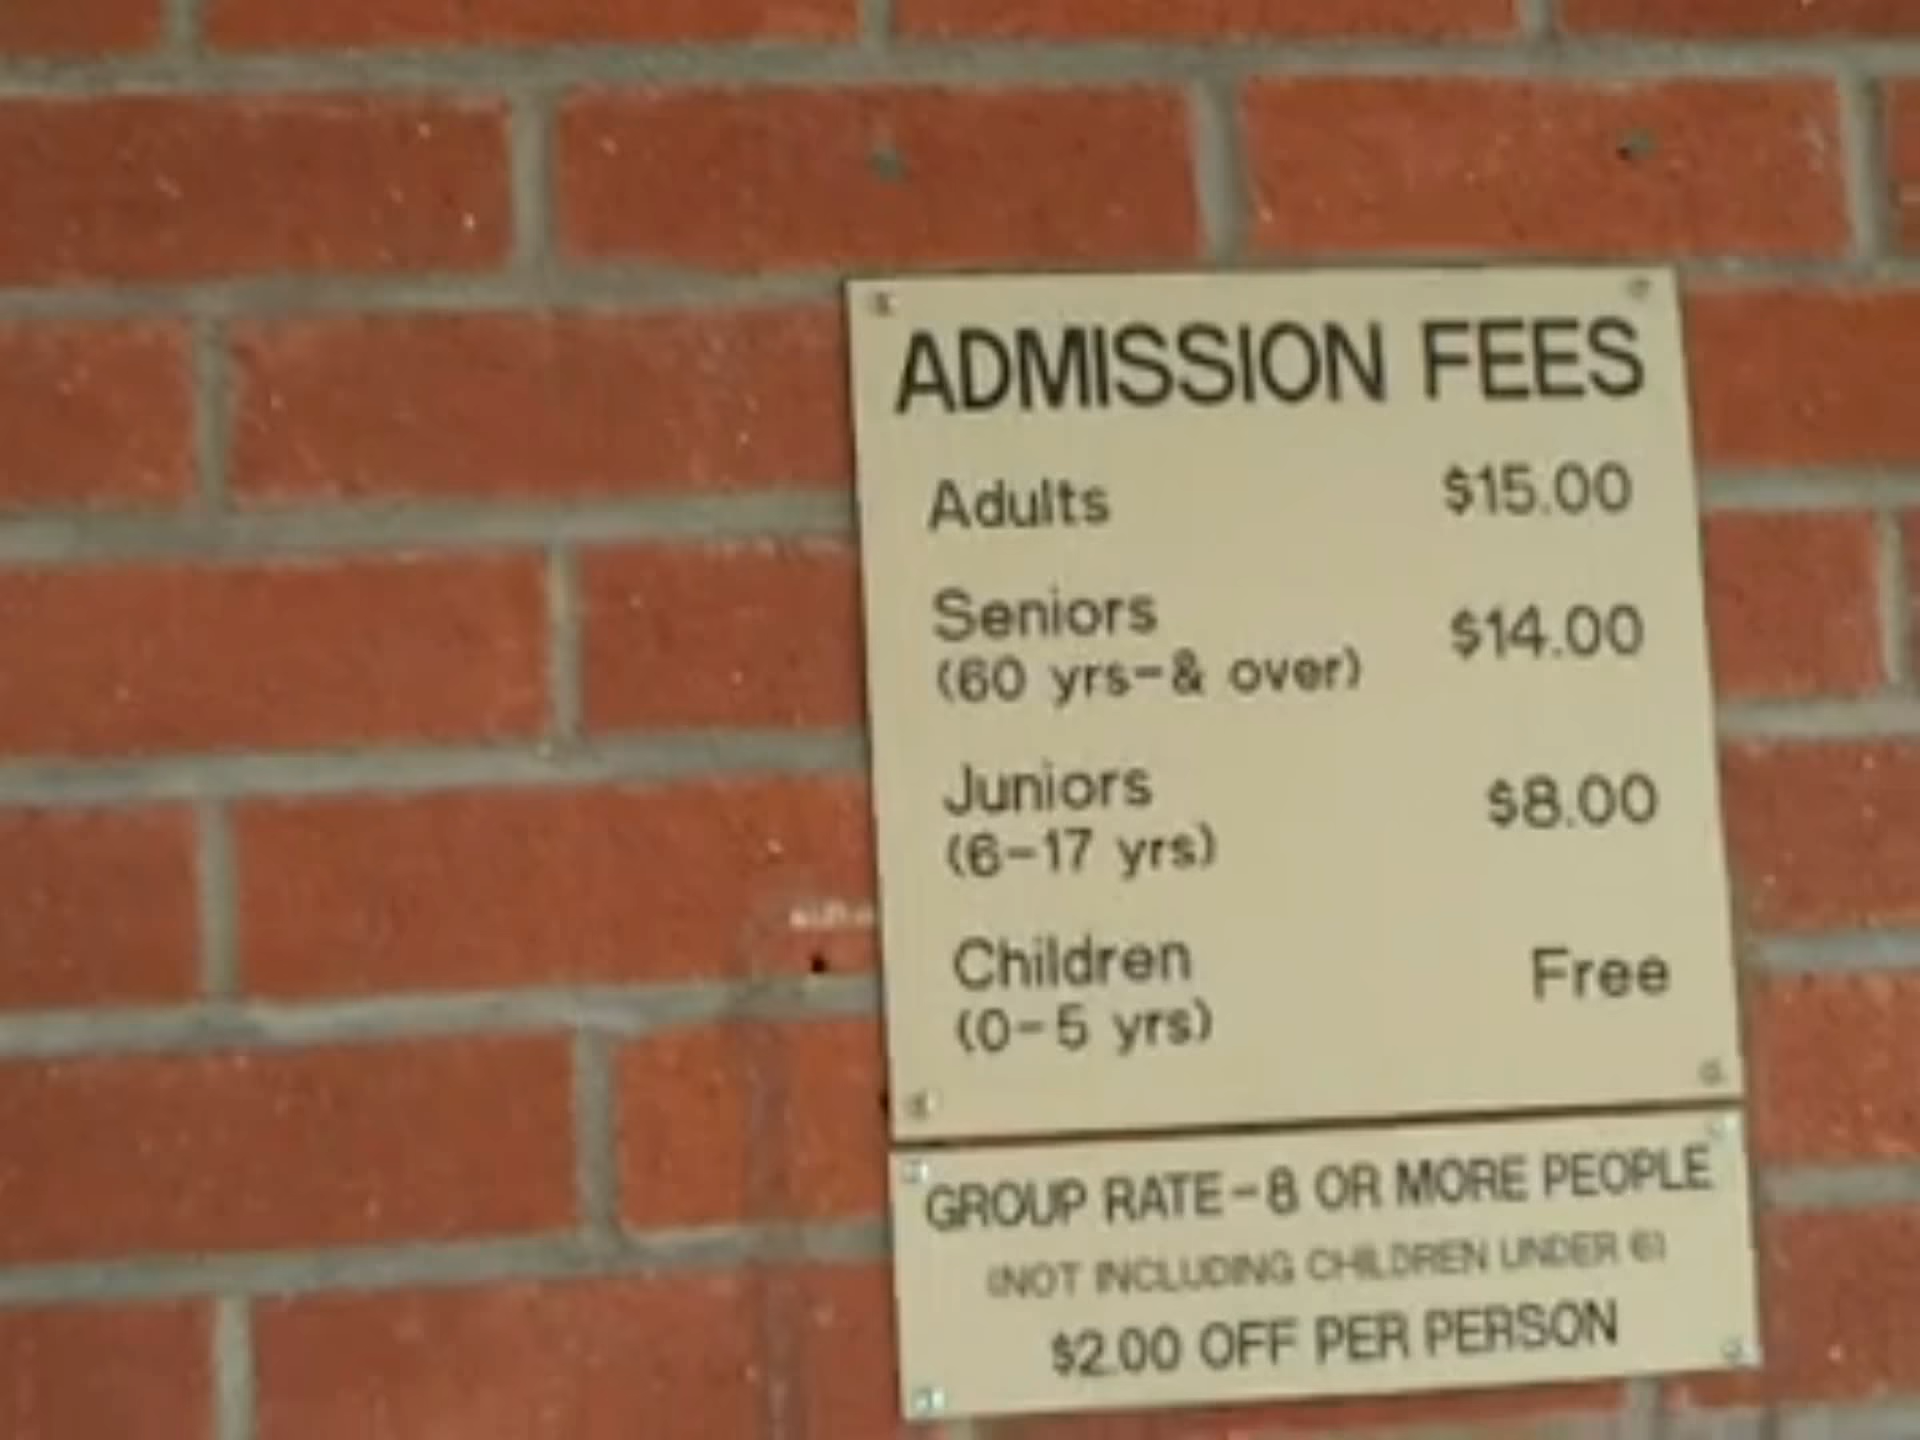 ADMISSION FEES
Adults $15.00
Seniors
(60 yrs-& over) $14.00
Juniors $8.00
(6-17 yrs)
Children Free
(0-5 yrs)
GROUP RATE-8 OR MORE PEOPLE
(NOT INCLUDING CHILDREN UNDER 6)
$2.00 OFF PER PERSON